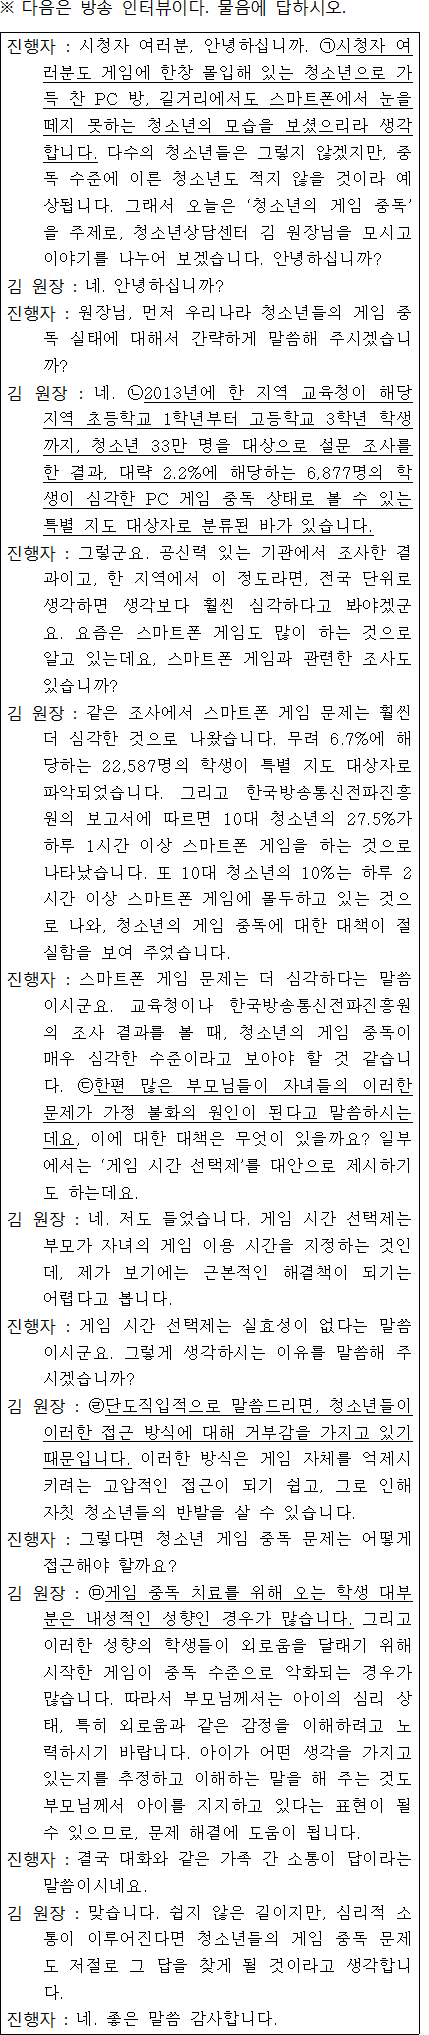 ※ 다음은 방송 인터뷰이다. 물음에 답하시오.
진행자 : 시청자 여러분, 안녕하십니까. ㉠시청자 여
러분도 게임에 한창 몰입해 있는 청소년으로 가
득 찬 PC 방, 길거리에서도 스마트폰에서 눈을
떼지 못하는 청소년의 모습을 보셨으리라 생각
합니다. 다수의 청소년들은 그렇지 않겠지만, 중
독 수준에 이른 청소년도 적지 않을 것이라 예
상됩니다. 그래서 오늘은 ‘청소년의 게임 중독’
을 주제로, 청소년상담센터 김 원장님을 모시고
이야기를 나누어 보겠습니다. 안녕하십니까?
김 원장 : 네. 안녕하십니까?
진행자 : 원장님, 먼저 우리나라 청소년들의 게임 중
독 실태에 대해서 간략하게 말씀해 주시겠습니
까?
김 원장 : 네. ㉡2013년에 한 지역 교육청이 해당
지역 초등학교 1학년부터 고등학교 3학년 학생
까지, 청소년 33만 명을 대상으로 설문 조사를
한 결과, 대략 2.2%에 해당하는 6,877명의 학
생이 심각한 PC 게임 중독 상태로 볼 수 있는
특별 지도 대상자로 분류된 바가 있습니다.
진행자 : 그렇군요. 공신력 있는 기관에서 조사한 결
과이고, 한 지역에서 이 정도라면, 전국 단위로
생각하면 생각보다 훨씬 심각하다고 봐야겠군
요. 요즘은 스마트폰 게임도 많이 하는 것으로
알고 있는데요, 스마트폰 게임과 관련한 조사도
있습니까?
김 원장 : 같은 조사에서 스마트폰 게임 문제는 훨씬
더 심각한 것으로 나왔습니다. 무려 6.7%에 해
당하는 22,587명의 학생이 특별 지도 대상자로
파악되었습니다. 그리고 한국방송통신전파진흥
원의 보고서에 따르면 10대 청소년의 27.5%가
하루 1시간 이상 스마트폰 게임을 하는 것으로
나타났습니다. 또 10대 청소년의 10%는 하루 2
시간 이상 스마트폰 게임에 몰두하고 있는 것으
로 나와, 청소년의 게임 중독에 대한 대책이 절
실함을 보여 주었습니다.
진행자 : 스마트폰 게임 문제는 더 심각하다는 말씀
이시군요. 교육청이나 한국방송통신전파진흥원
의 조사 결과를 볼 때, 청소년의 게임 중독이
매우 심각한 수준이라고 보아야 할 것 같습니
다. ㉢한편 많은 부모님들이 자녀들의 이러한
문제가 가정 불화의 원인이 된다고 말씀하시는
데요, 이에 대한 대책은 무엇이 있을까요? 일부
에서는 ‘게임 시간 선택제’를 대안으로 제시하기
도 하는데요.
김 원장 : 네. 저도 들었습니다. 게임 시간 선택제는
부모가 자녀의 게임 이용 시간을 지정하는 것인
데, 제가 보기에는 근본적인 해결책이 되기는
어렵다고 봅니다.
진행자 : 게임 시간 선택제는 실효성이 없다는 말씀
이시군요. 그렇게 생각하시는 이유를 말씀해 주
시겠습니까?
김 원장 : ㉣단도직입적으로 말씀드리면, 청소년들이
이러한 접근 방식에 대해 거부감을 가지고 있기
때문입니다. 이러한 방식은 게임 자체를 억제시
키려는 고압적인 접근이 되기 쉽고, 그로 인해
자칫 청소년들의 반발을 살 수 있습니다.
진행자 : 그렇다면 청소년 게임 중독 문제는 어떻게
접근해야 할까요?
김 원장 : ㉤게임 중독 치료를 위해 오는 학생 대부
분은 내성적인 성향인 경우가 많습니다. 그리고
이러한 성향의 학생들이 외로움을 달래기 위해
시작한 게임이 중독 수준으로 악화되는 경우가
많습니다. 따라서 부모님께서는 아이의 심리 상
태, 특히 외로움과 같은 감정을 이해하려고 노
력하시기 바랍니다. 아이가 어떤 생각을 가지고
있는지를 추정하고 이해하는 말을 해 주는 것도
부모님께서 아이를 지지하고 있다는 표현이 될
수 있으므로, 문제 해결에 도움이 됩니다.
진행자 : 결국 대화와 같은 가족 간 소통이 답이라는
말씀이시네요.
김 원장 : 맞습니다. 쉽지 않은 길이지만, 심리적 소
통이 이루어진다면 청소년들의 게임 중독 문제
도 저절로 그 답을 찾게 될 것이라고 생각합니
다.
진행자 : 네. 좋은 말씀 감사합니다.